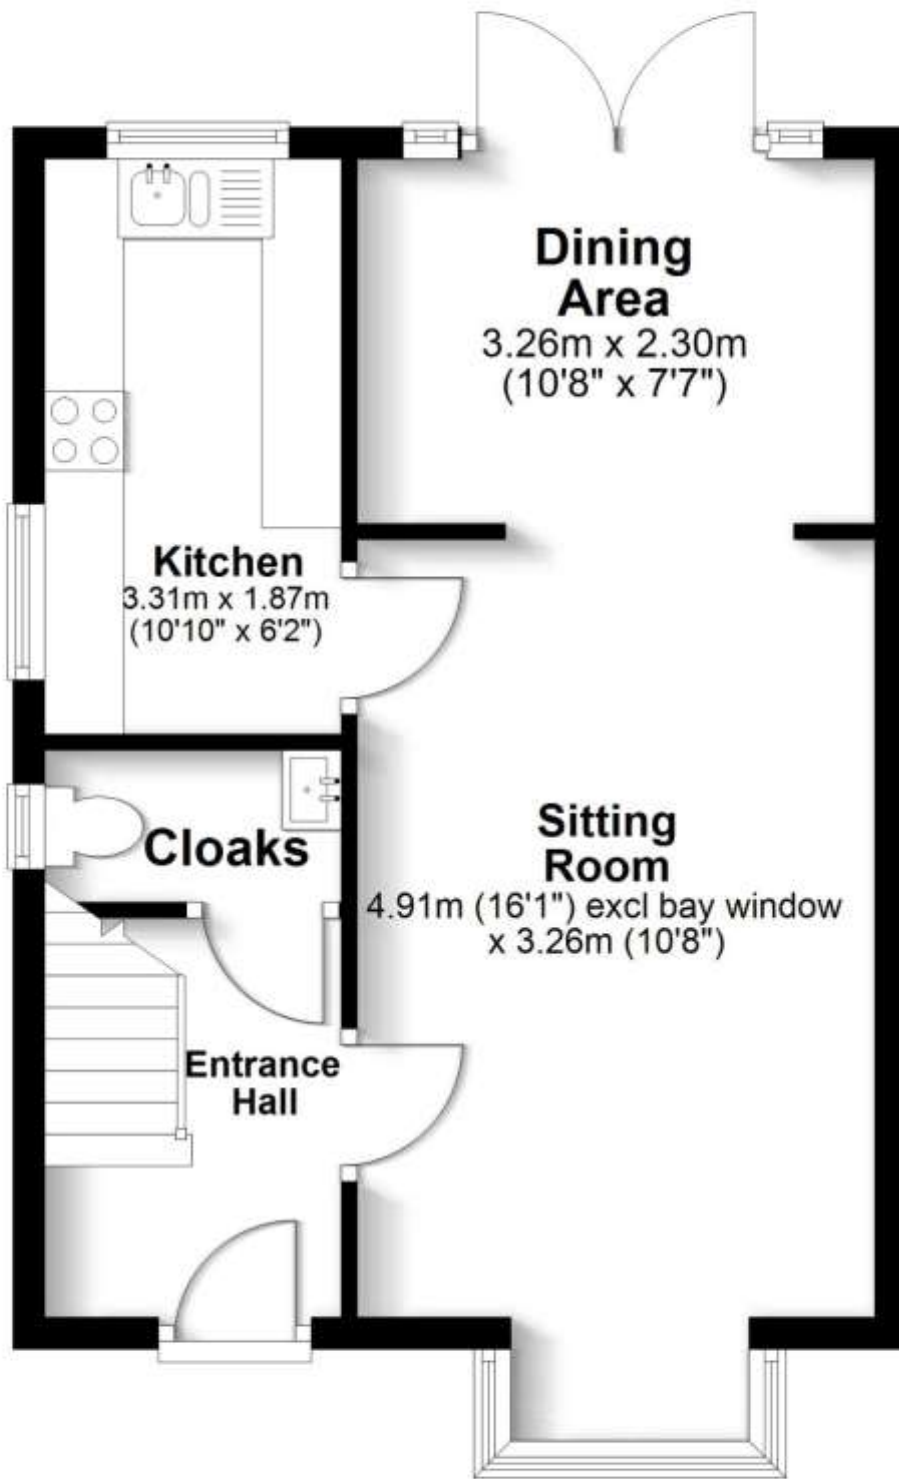 Dining
Area
3.26m x 2.30m
(10'8" x 7'7")
Kitchen
3.31m x 1.87m
(10'10" x 6'2")
Cloaks
Sitting
Room
4.91m (16'1") excl bay window
x 3.26m (10'8")
Entrance
Hall